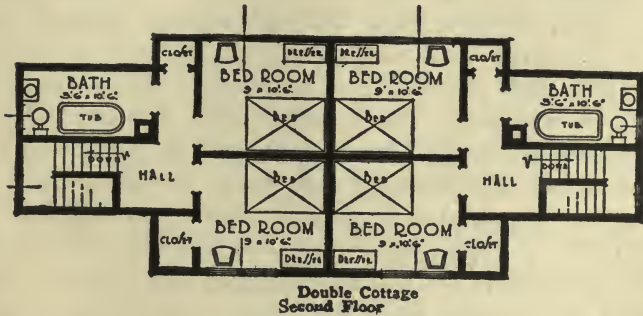 CLOSET
DRESSER
DRESSER
CLOSET
BATH
5'6" x 10'6"
TUB
BED ROOM
9 x 10'6"
BED ROOM
9' x 10'6"
BATH
5'6" x 10'6"
TUB
BED
BED
DOWN
HALL
HALL
DOWN
BED
BED
CLOSET
BED ROOM
9 x 10'6"
BED ROOM
9 x 10'6"
CLOSET
DRESSER
DRESSER
Double Cottage
Second Floor